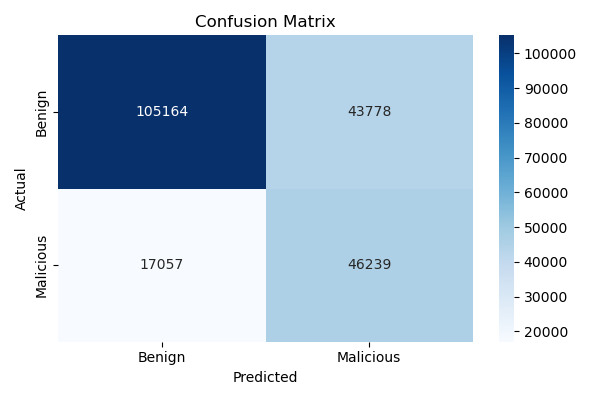 Confusion Matrix
Actual
Benign
105164
43778
Malicious
17057
46239
Benign
Malicious
Predicted
100000
90000
80000
70000
60000
50000
40000
30000
20000